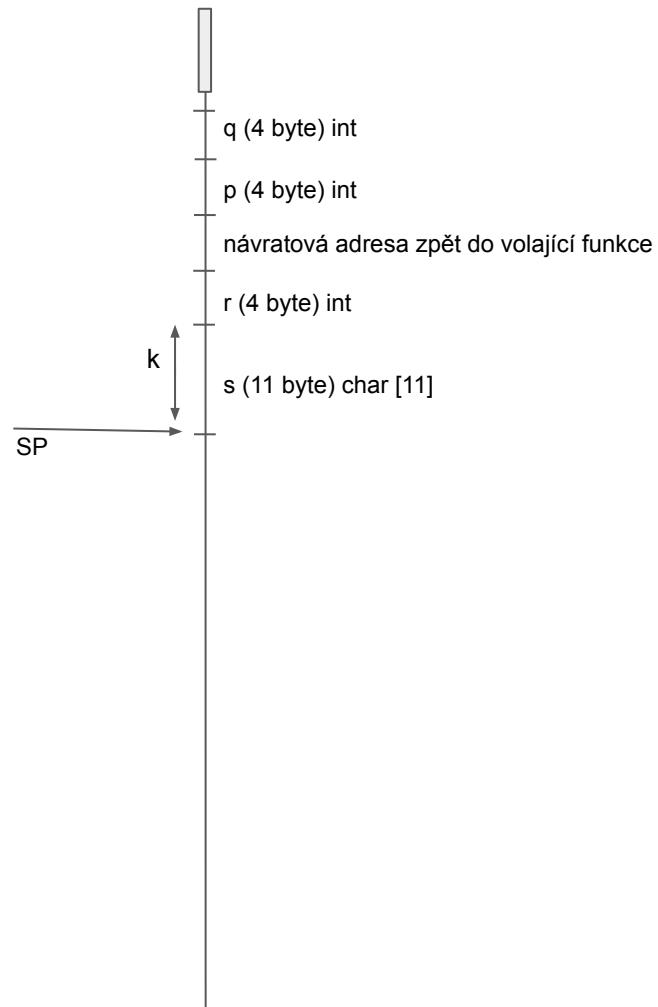 q (4 byte) int
p (4 byte) int
návratová adresa zpět do volající funkce
r (4 byte) int
k
s (11 byte) char [11]
SP